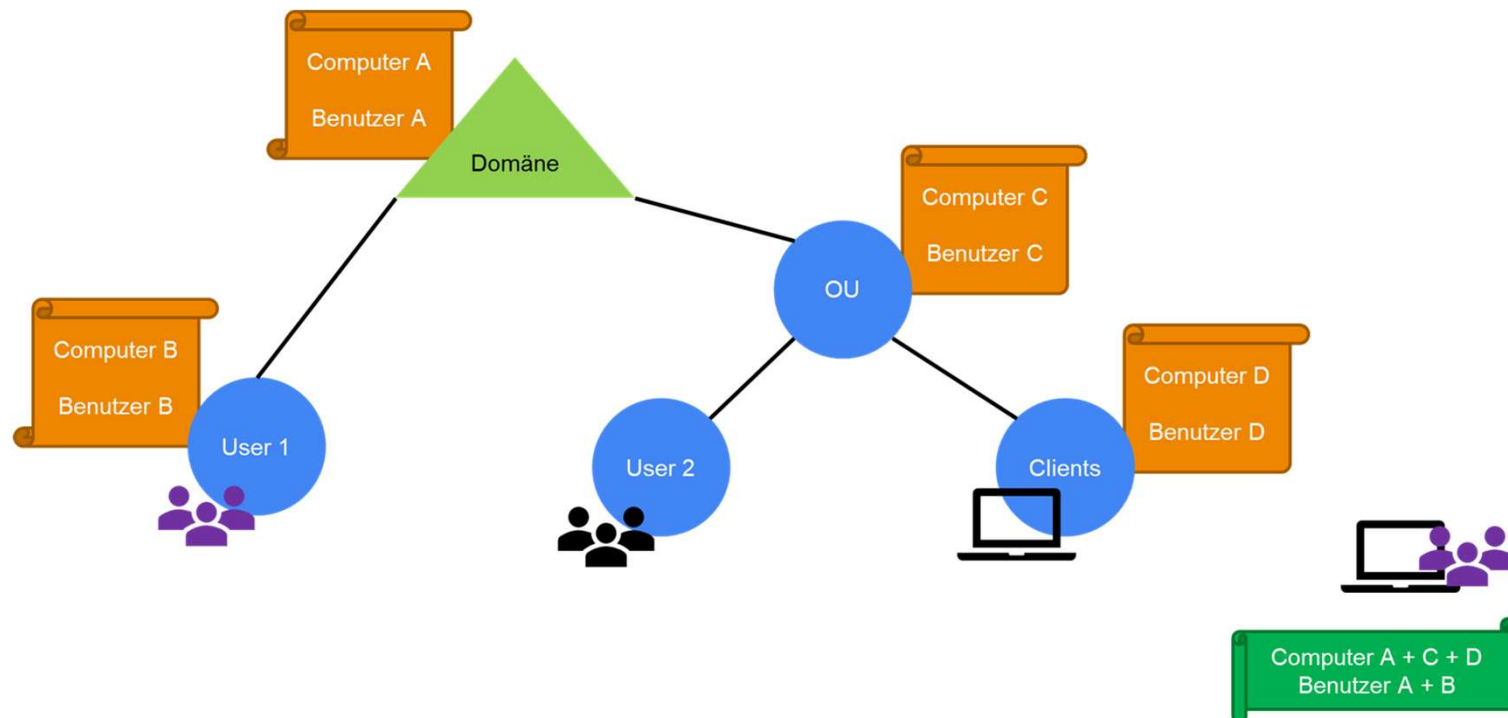 Computer A
Benutzer A
Domäne
Computer C
Benutzer C
OU
Computer B
Benutzer B
User 1
User 2
Computer D
Benutzer D
Clients
Computer A + C + D
Benutzer A + B